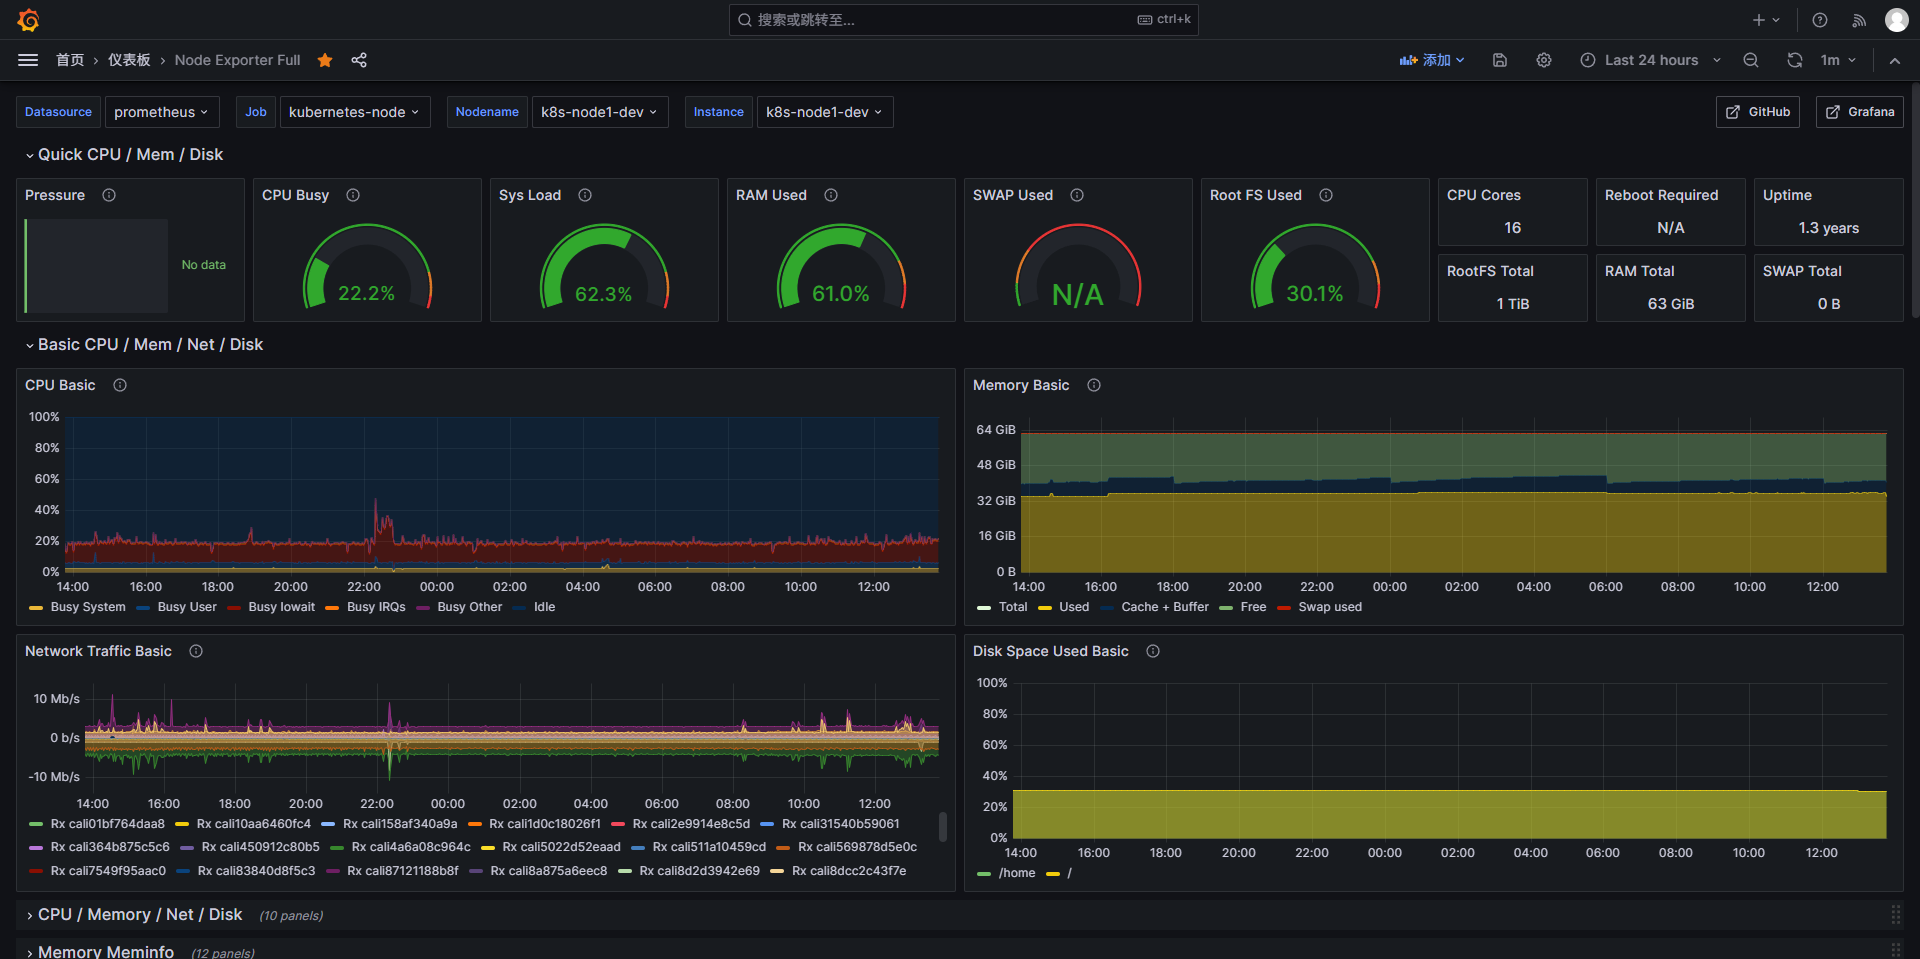 搜索或跳转至...
ctrl+k
首页 › 仪表板 › Node Exporter Full
添加
Last 24 hours
1m
Datasource prometheus
Job kubernetes-node
Nodename k8s-node1-dev
Instance k8s-node1-dev
GitHub
Grafana
Quick CPU / Mem / Disk
Pressure
No data
CPU Busy
22.2%
Sys Load
62.3%
RAM Used
61.0%
SWAP Used
N/A
Root FS Used
30.1%
CPU Cores
16
Reboot Required
N/A
Uptime
1.3 years
RootFS Total
1 TiB
RAM Total
63 GiB
SWAP Total
0 B
Basic CPU / Mem / Net / Disk
CPU Basic
100%
80%
60%
40%
20%
0%
14:00 16:00 18:00 20:00 22:00 00:00 02:00 04:00 06:00 08:00 10:00 12:00
Busy System Busy User Busy Iowait Busy IRQs Busy Other Idle
Memory Basic
64 GiB
48 GiB
32 GiB
16 GiB
0 B
14:00 16:00 18:00 20:00 22:00 00:00 02:00 04:00 06:00 08:00 10:00 12:00
Total Used Cache + Buffer Free Swap used
Network Traffic Basic
10 Mb/s
0 b/s
-10 Mb/s
14:00 16:00 18:00 20:00 22:00 00:00 02:00 04:00 06:00 08:00 10:00 12:00
Rx cali01bf764daa8 Rx cali10aa6460fc4 Rx cali158af340a9a Rx cali1d0c18026f1 Rx cali2e9914e8c5d Rx cali31540b59061
Rx cali364b875c5c6 Rx cali450912c80b5 Rx cali4a6a08c964c Rx cali5022d52eaad Rx cali511a10459cd Rx cali569878d5e0c
Rx cali7549f95aac0 Rx cali83840d8f5c3 Rx cali87121188b8f Rx cali8a875a6eec8 Rx cali8d2d3942e69 Rx cali8dcc2c43f7e
Disk Space Used Basic
100%
80%
60%
40%
20%
0%
14:00 16:00 18:00 20:00 22:00 00:00 02:00 04:00 06:00 08:00 10:00 12:00
/home /
CPU / Memory / Net / Disk (10 panels)
Memory Meminfo (12 panels)